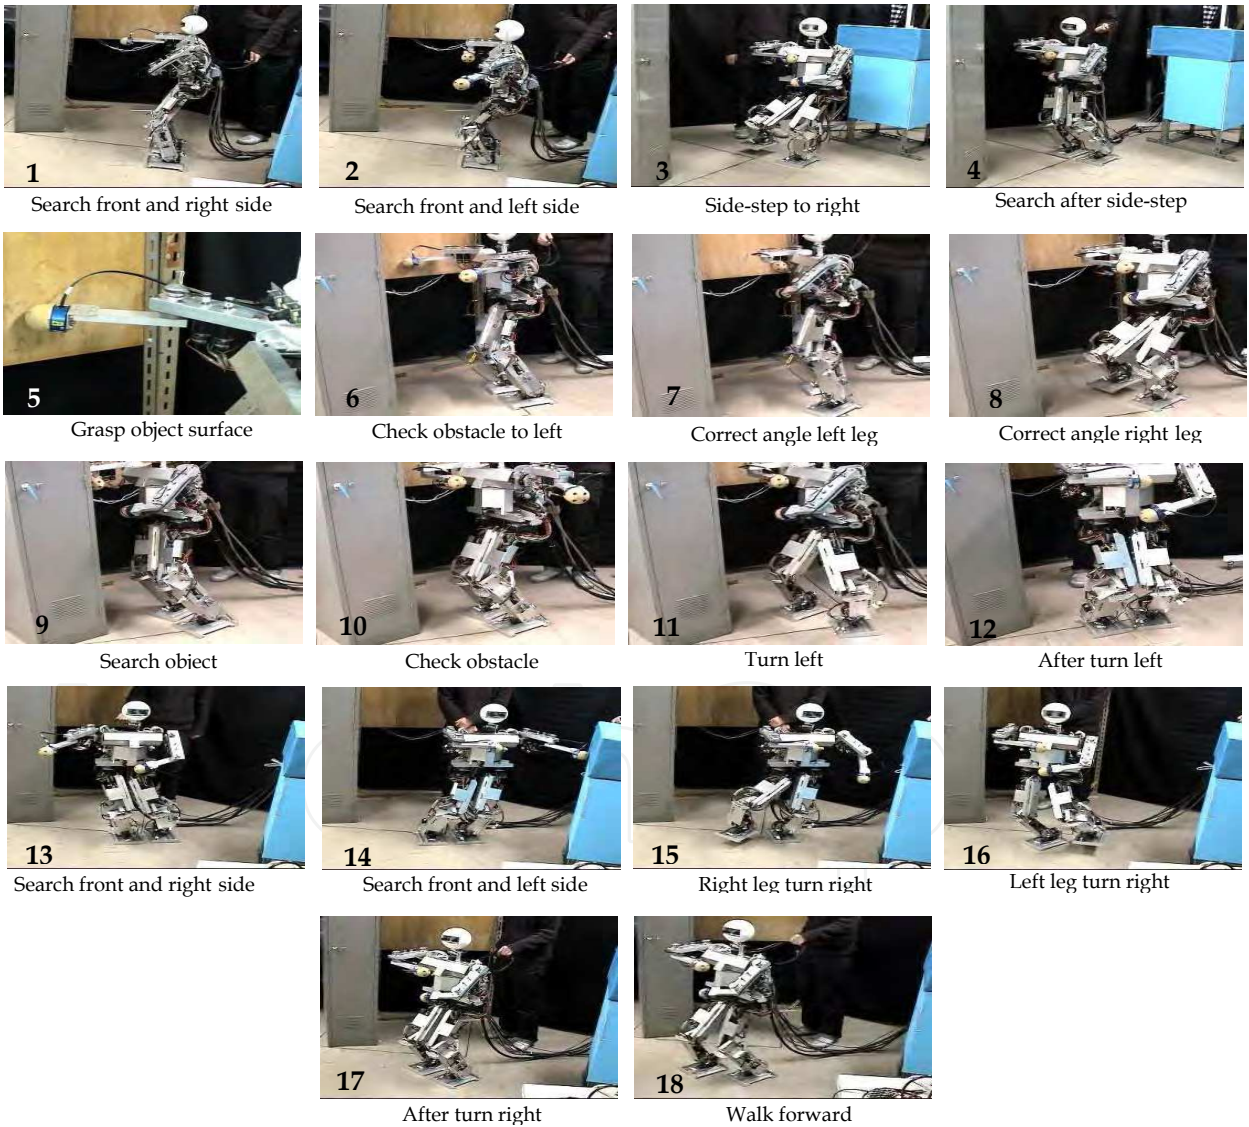 1
Search front and right side
2
Search front and left side
3
Side-step to right
4
Search after side-step
5
Grasp object surface
6
Check obstacle to left
7
Correct angle left leg
8
Correct angle right leg
9
Search object
10
Check obstacle
11
Turn left
12
After turn left
13
Search front and right side
14
Search front and left side
15
Right leg turn right
16
Left leg turn right
17
After turn right
18
Walk forward